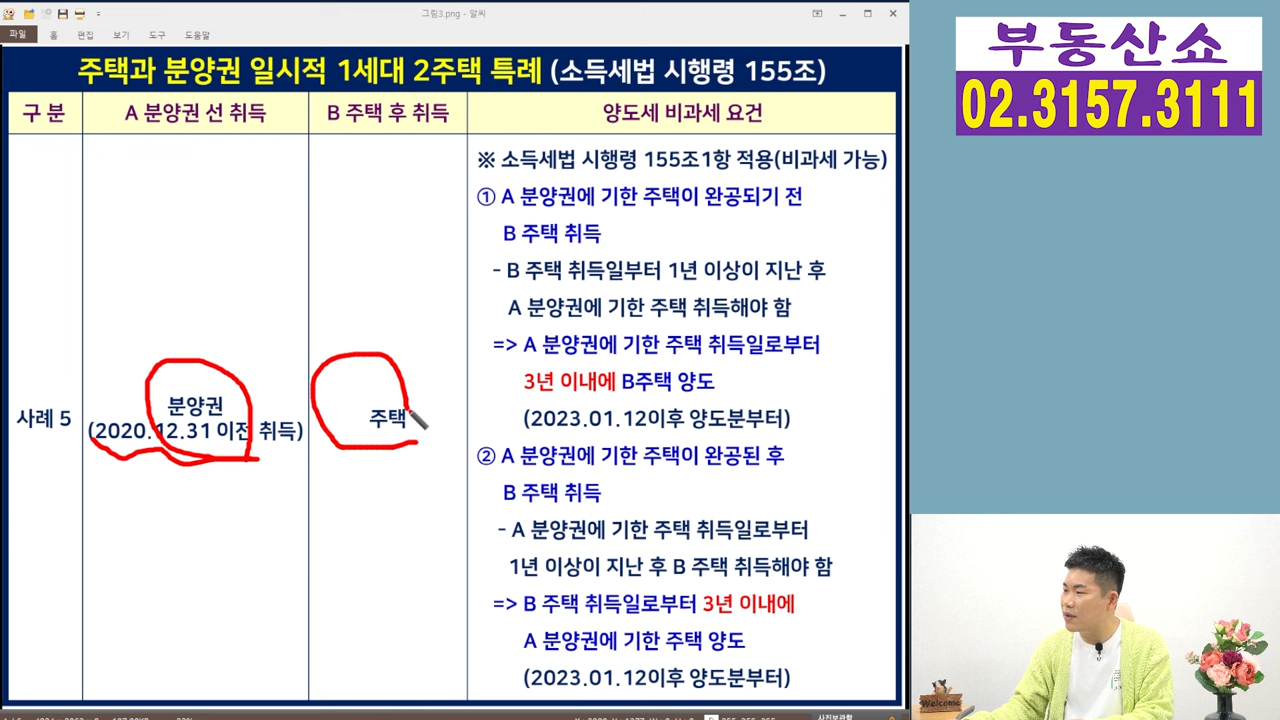 그림3.png - 알씨
파일 홈 편집 보기 도구 도움말
주택과 분양권 일시적 1세대 2주택 특례 (소득세법 시행령 155조)
구 분
A 분양권 선 취득
B 주택 후 취득
양도세 비과세 요건
사례 5
분양권
(2020.12.31 이전 취득)
주택
※ 소득세법 시행령 155조1항 적용(비과세 가능)
① A 분양권에 기한 주택이 완공되기 전
B 주택 취득
- B 주택 취득일부터 1년 이상이 지난 후
A 분양권에 기한 주택 취득해야 함
=> A 분양권에 기한 주택 취득일로부터
3년 이내에 B주택 양도
(2023.01.12이후 양도분부터)
② A 분양권에 기한 주택이 완공된 후
B 주택 취득
- A 분양권에 기한 주택 취득일로부터
1년 이상이 지난 후 B 주택 취득해야 함
=> B 주택 취득일로부터 3년 이내에
A 분양권에 기한 주택 양도
(2023.01.12이후 양도분부터)
부동산쇼
02.3157.3111
Welcome